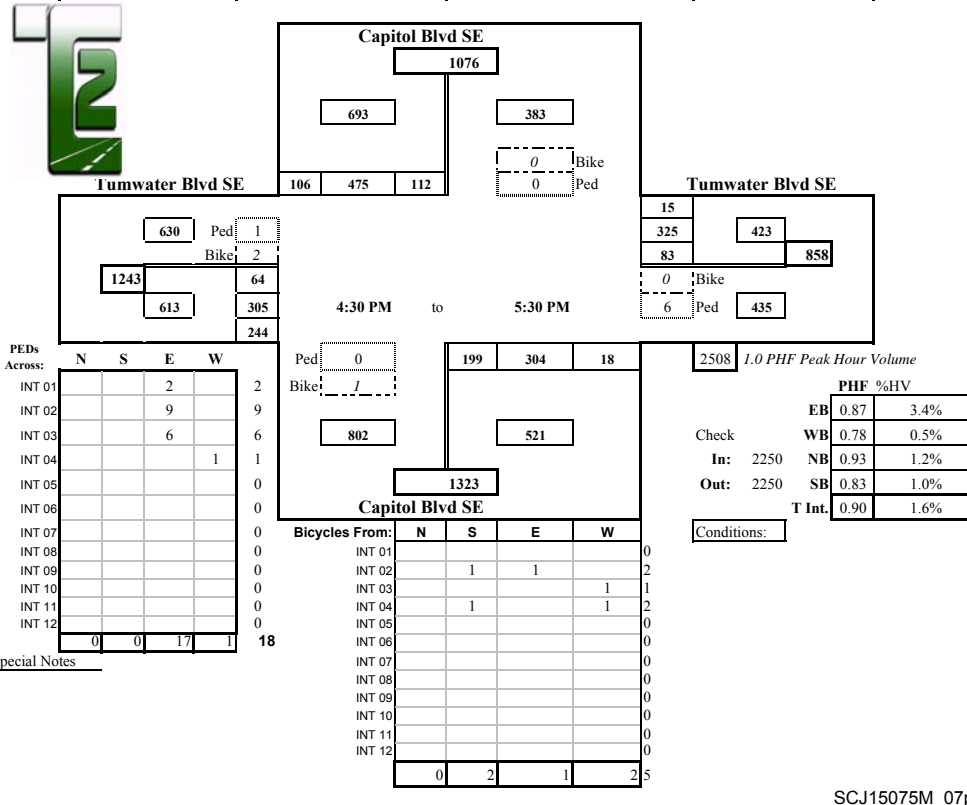 T2
Capitol Blvd SE
1076
693 383
0 Bike
0 Ped
Tumwater Blvd SE 106 475 112 Tumwater Blvd SE
15
630 Ped 1 325 423
Bike 2 83 858
1243 64 0 Bike
613 305 4:30 PM to 5:30 PM 6 Ped 435
244
PEDs Across: N S E W
Ped 0 199 304 18 2508 1.0 PHF Peak Hour Volume
Bike 1
INT 01 2 2
INT 02 9 9
INT 03 6 6
INT 04 1 1
INT 05 0
INT 06 0
INT 07 0
INT 08 0
INT 09 0
INT 10 0
INT 11 0
INT 12 0
0 0 17 1 18
pecial Notes
802 521
1323
Capitol Blvd SE
PHF %HV
EB 0.87 3.4%
Check WB 0.78 0.5%
In: 2250 NB 0.93 1.2%
Out: 2250 SB 0.83 1.0%
T Int. 0.90 1.6%
Conditions:
Bicycles From: N S E W
INT 01 0
INT 02 1 1 2
INT 03 1 1
INT 04 1 1 2
INT 05 0
INT 06 0
INT 07 0
INT 08 0
INT 09 0
INT 10 0
INT 11 0
INT 12 0
0 2 1 2 5
SCJ15075M_07p